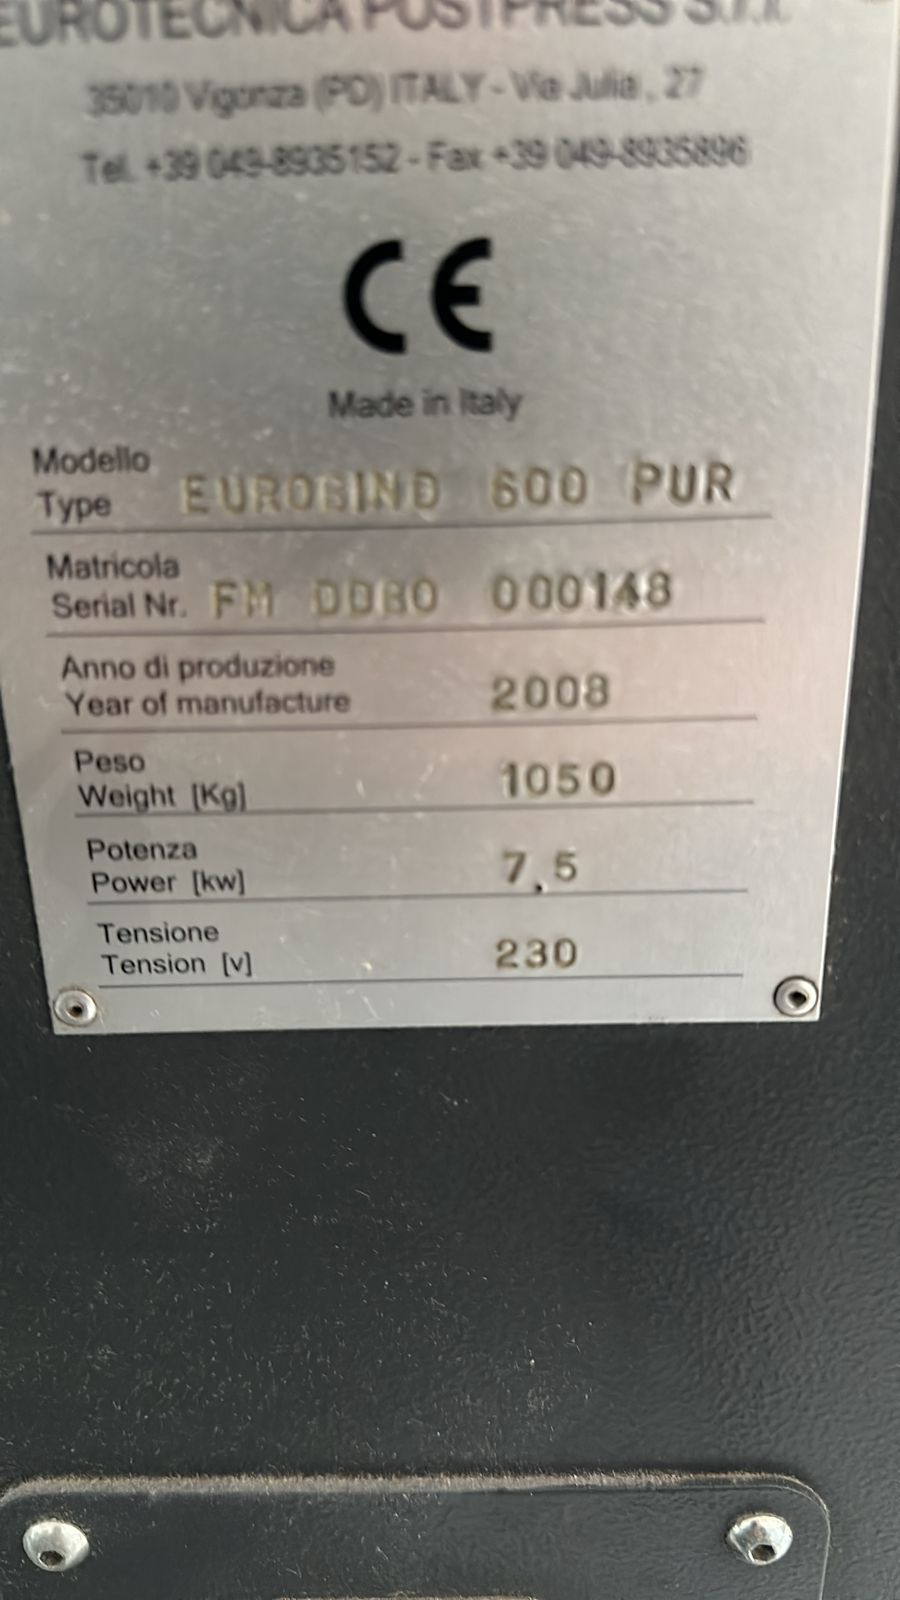 EUROTECNICA POSTPRESS S.r.l.
35010 Vigonza (PD) ITALY - Via Julia , 27
Tel. +39 049-8935152 - Fax +39 049-8935896
CE
Made in Italy
Modello
Type EUROBIND 600 PUR
Matricola
Serial Nr. FM 000148
Anno di produzione
Year of manufacture 2008
Peso
Weight [Kg] 1050
Potenza
Power [kw] 7,5
Tensione
Tension [v] 230